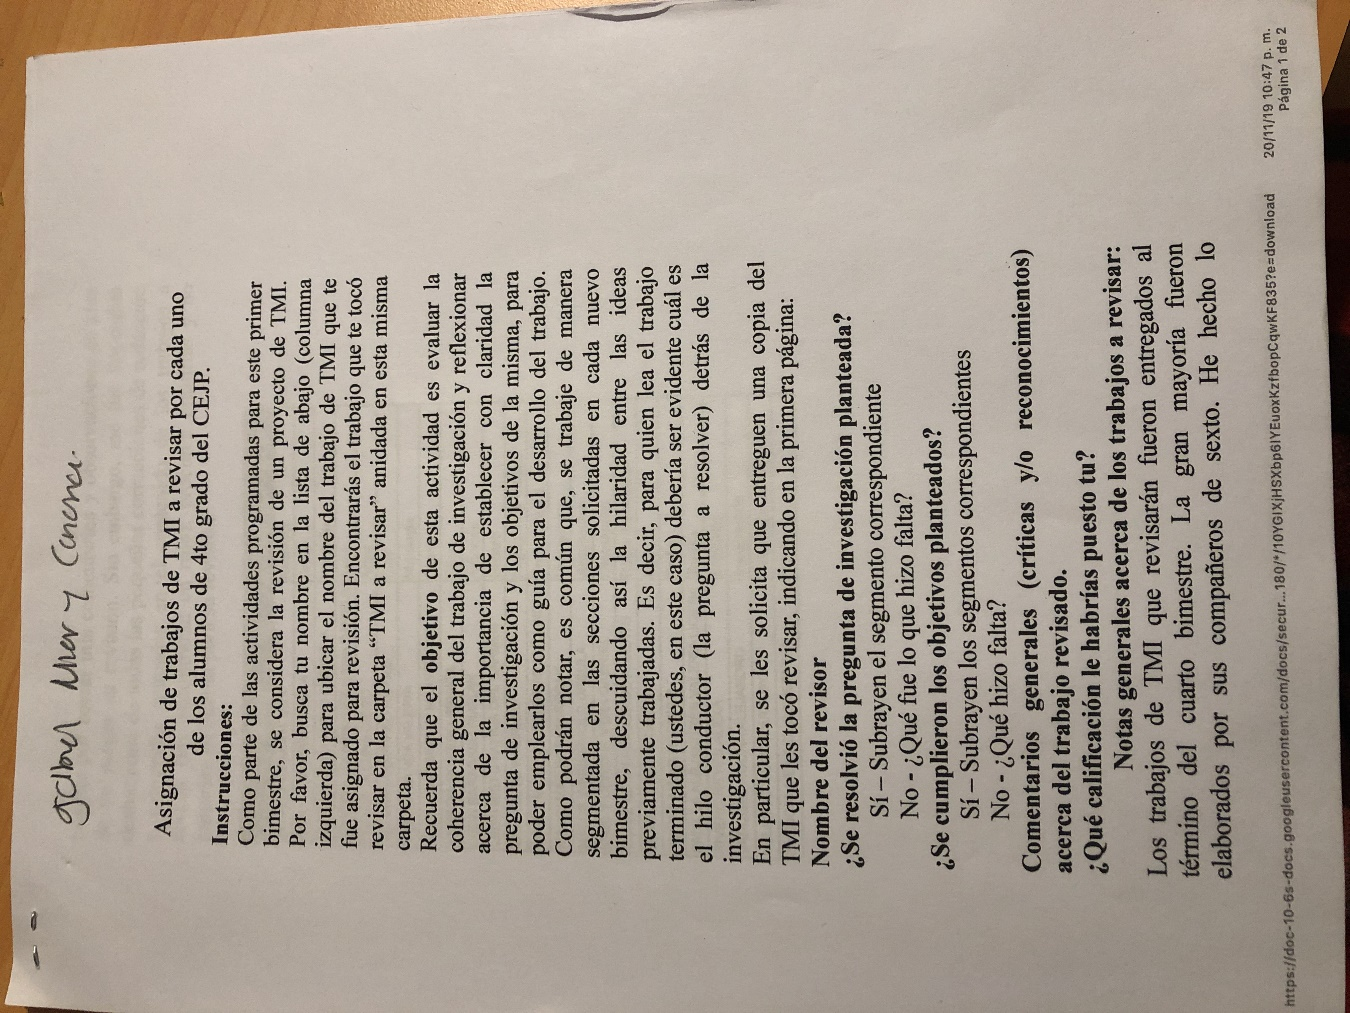 Mier y Concha.
Asignación de trabajos de TMI a revisar por cada uno
de los alumnos de 4to grado del CEJP.
Instrucciones:
Como parte de las actividades programadas para este primer
bimestre, se considera la revisión de un proyecto de TMI.
Por favor, busca tu nombre en la lista de abajo (columna
izquierda) para ubicar el nombre del trabajo de TMI que te
fue asignado para revisión. Encontrarás el trabajo que te tocó
revisar en la carpeta “TMI a revisar” anidada en esta misma
carpeta.
Recuerda que el objetivo de esta actividad es evaluar la
coherencia general del trabajo de investigación y reflexionar
acerca de la importancia de establecer con claridad la
pregunta de investigación y los objetivos de la misma, para
poder emplearlos como guía para el desarrollo del trabajo.
Como podrán notar, es común que, se trabaje de manera
segmentada en las secciones solicitadas en cada nuevo
bimestre, descuidando así la hilaridad entre las ideas
previamente trabajadas. Es decir, para quien lea el trabajo
terminado (ustedes, en este caso) debería ser evidente cuál es
el hilo conductor (la pregunta a resolver) detrás de la
investigación.
En particular, se les solicita que entreguen una copia del
TMI que les tocó revisar, indicando en la primera página:
Nombre del revisor
¿Se resolvió la pregunta de investigación planteada?
Sí – Subrayen el segmento correspondiente
No - ¿Qué fue lo que hizo falta?
¿Se cumplieron los objetivos planteados?
Sí – Subrayen los segmentos correspondientes
No - ¿Qué hizo falta?
Comentarios generales (críticas y/o reconocimientos)
acerca del trabajo revisado.
¿Qué calificación le habrías puesto tu?
Notas generales acerca de los trabajos a revisar:
Los trabajos de TMI que revisarán fueron entregados al
término del cuarto bimestre. La gran mayoría fueron
elaborados por sus compañeros de sexto. He hecho lo
https://doc-10-6s-docs.googleusercontent.com/docs/secur…180/*/10YGIXjHSXbp6IYEuoxKzfbopCqwKF835?e=download
20/11/19 10:47 p. m.
Página 1 de 2